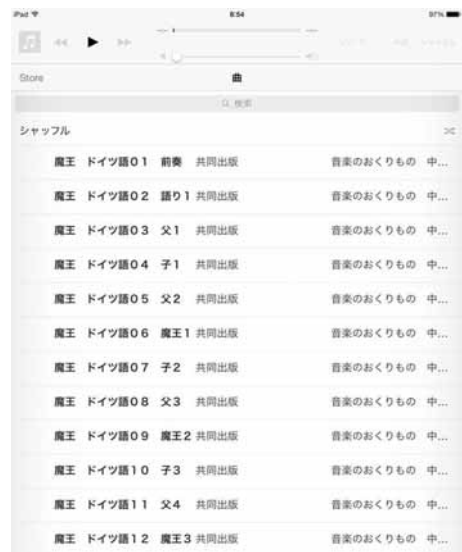 iPad 8:54 97%
Store 曲
検索
シャッフル
魔王 ドイツ語01 前奏 共同出版 音楽のおくりもの 中...
魔王 ドイツ語02 語り1 共同出版 音楽のおくりもの 中...
魔王 ドイツ語03 父1 共同出版 音楽のおくりもの 中...
魔王 ドイツ語04 子1 共同出版 音楽のおくりもの 中...
魔王 ドイツ語05 父2 共同出版 音楽のおくりもの 中...
魔王 ドイツ語06 魔王1 共同出版 音楽のおくりもの 中...
魔王 ドイツ語07 子2 共同出版 音楽のおくりもの 中...
魔王 ドイツ語08 父3 共同出版 音楽のおくりもの 中...
魔王 ドイツ語09 魔王2 共同出版 音楽のおくりもの 中...
魔王 ドイツ語10 子3 共同出版 音楽のおくりもの 中...
魔王 ドイツ語11 父4 共同出版 音楽のおくりもの 中...
魔王 ドイツ語12 魔王3 共同出版 音楽のおくりもの 中...